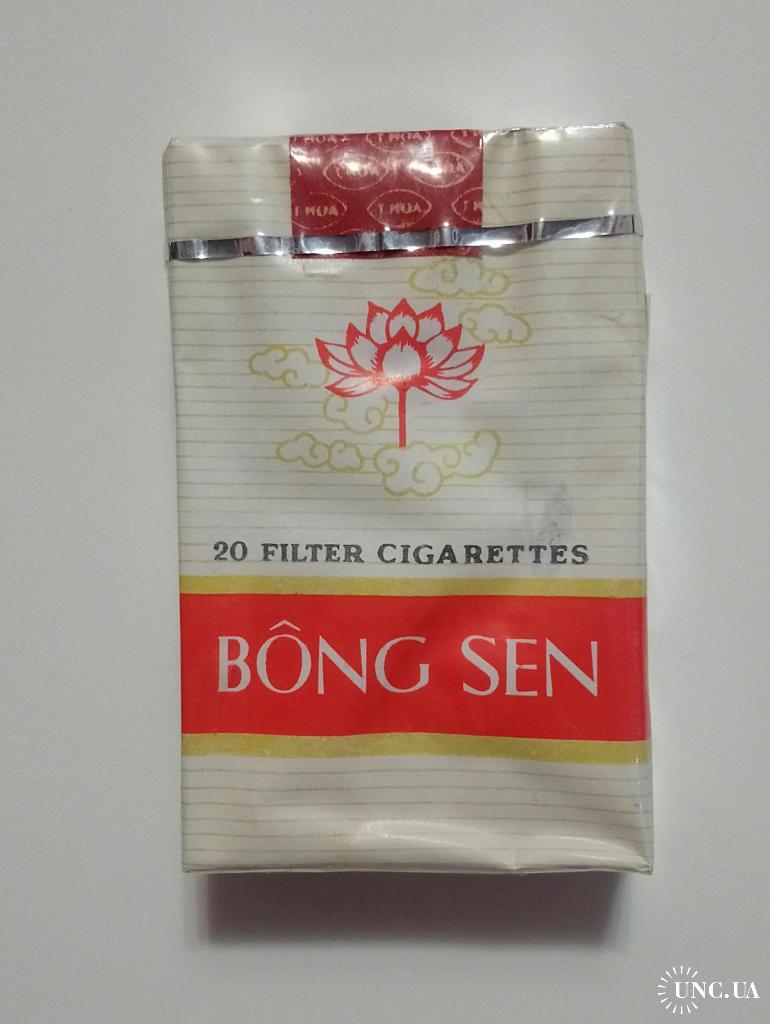 20 FILTER CIGARETTES
BÔNG SEN
UNC.UA